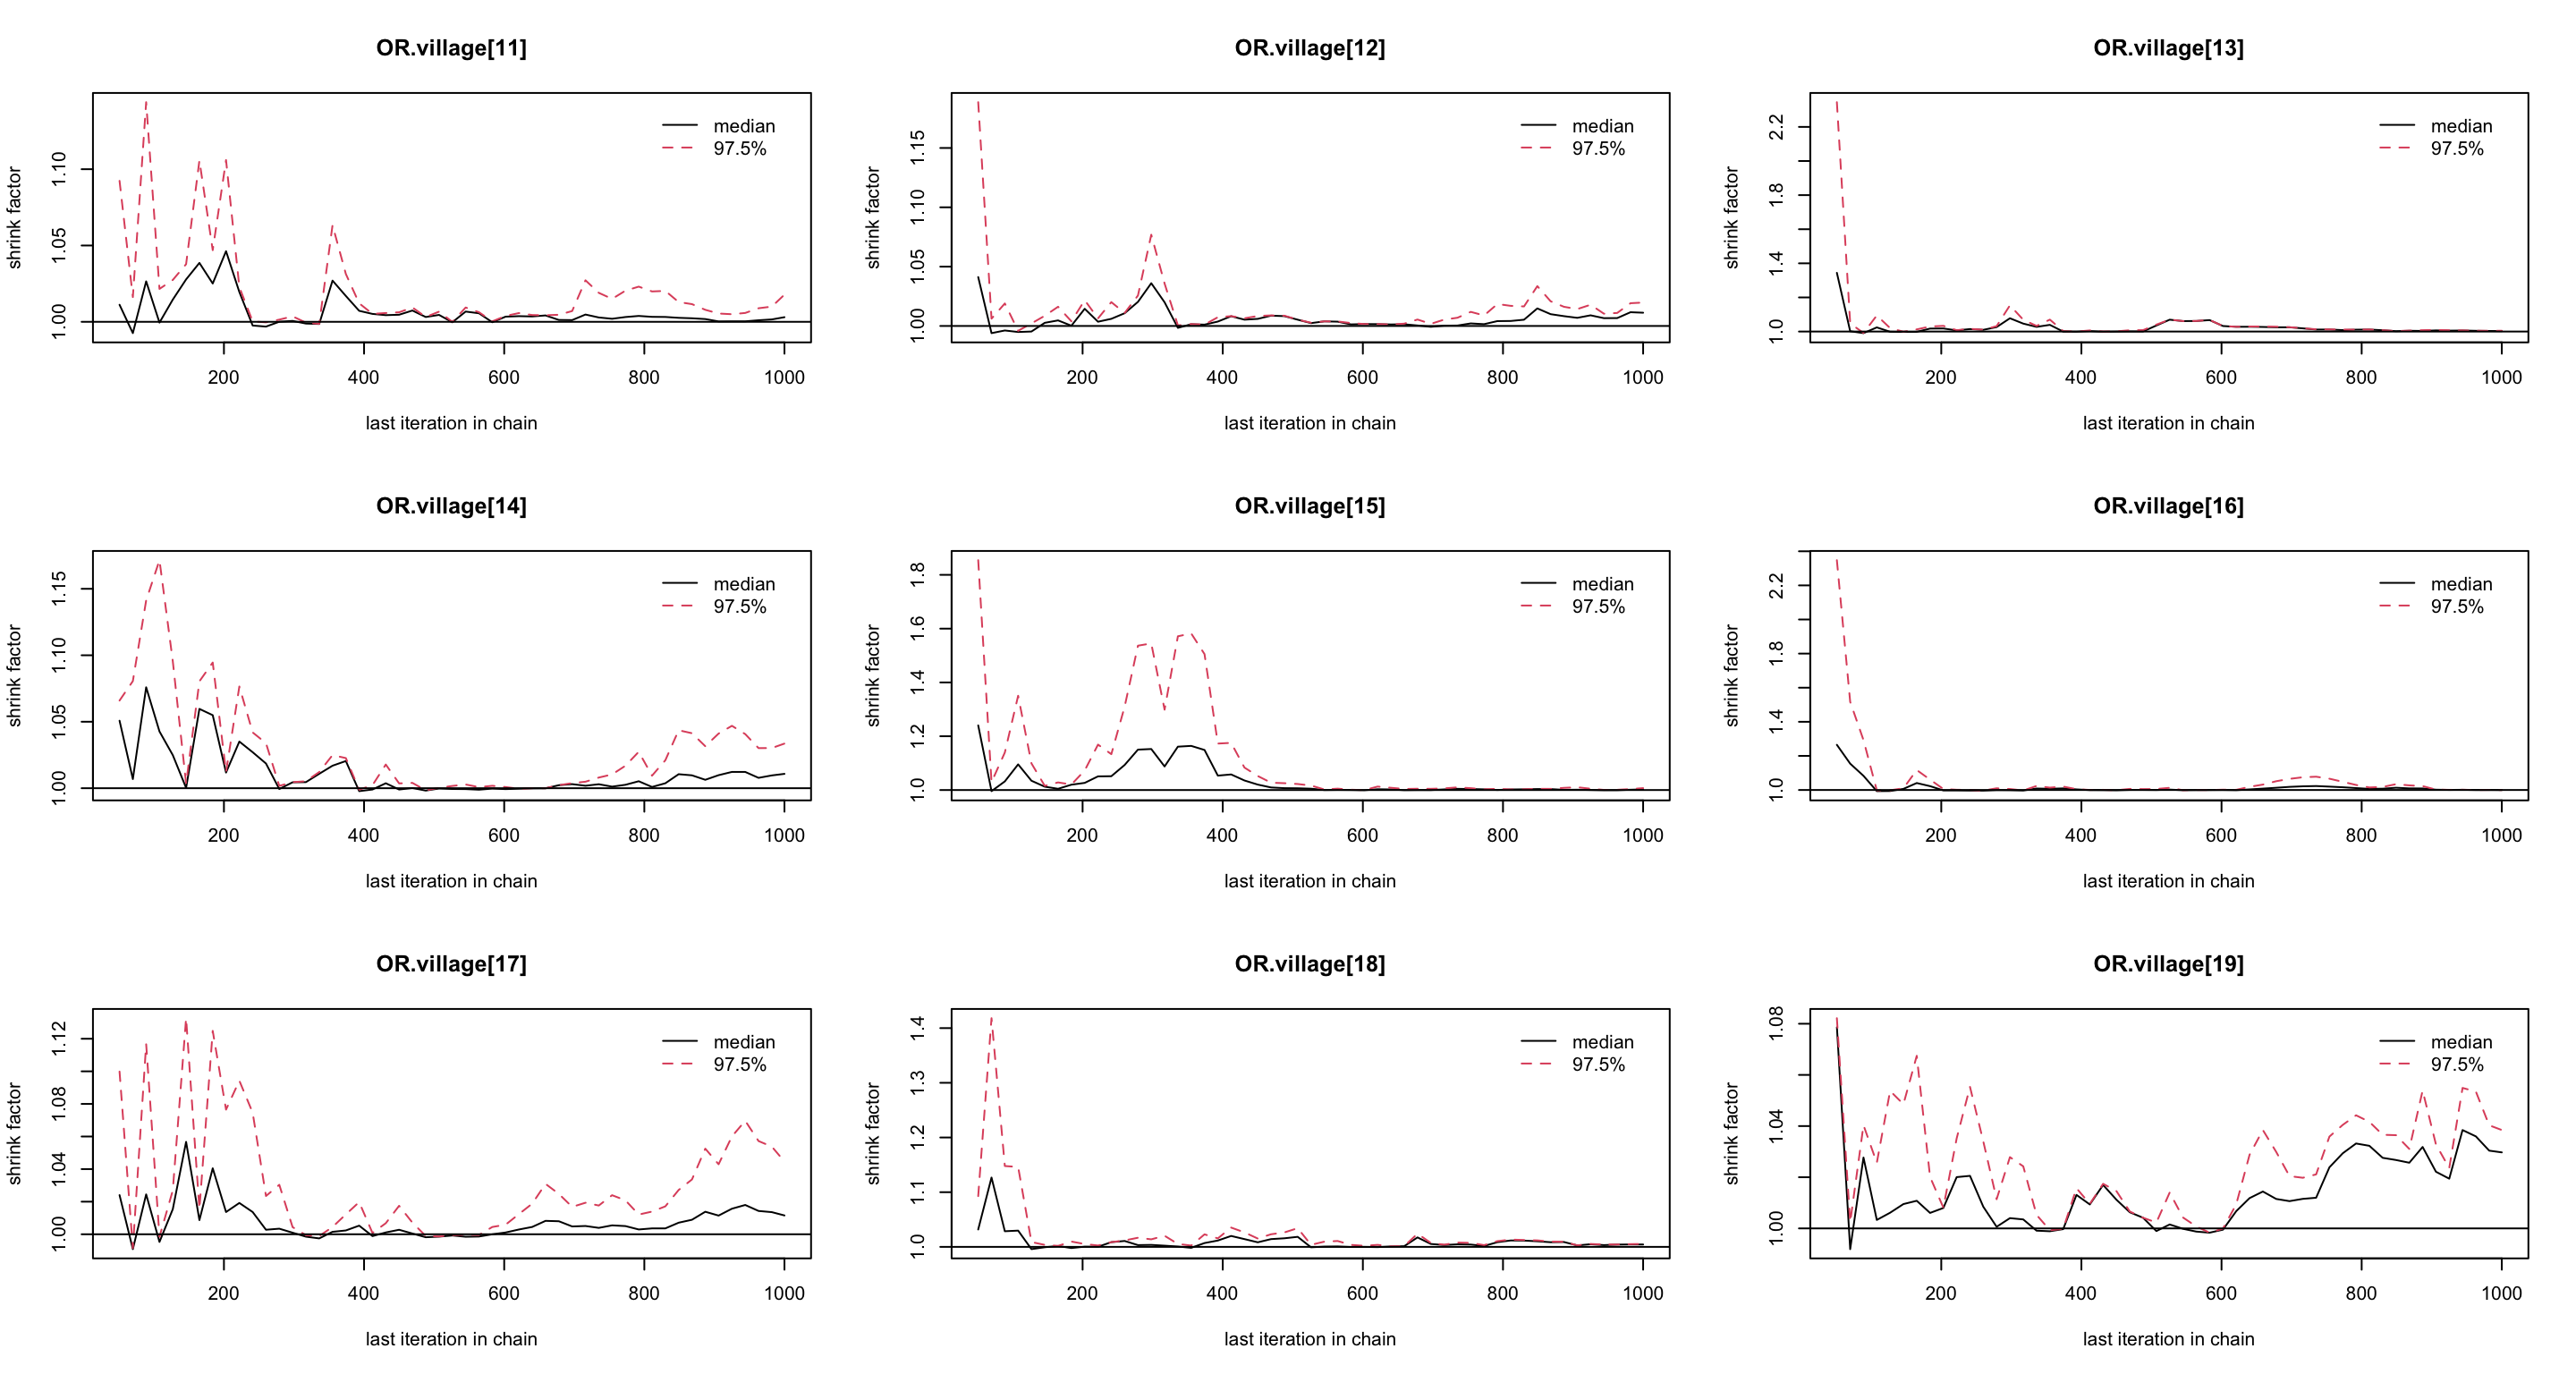 OR.village[11]
shrink factor
1.00 1.05 1.10
median
97.5%
200 400 600 800 1000
last iteration in chain
OR.village[12]
shrink factor
1.00 1.05 1.10 1.15
median
97.5%
200 400 600 800 1000
last iteration in chain
OR.village[13]
shrink factor
1.0 1.4 1.8 2.2
median
97.5%
200 400 600 800 1000
last iteration in chain
OR.village[14]
shrink factor
1.00 1.05 1.10 1.15
median
97.5%
200 400 600 800 1000
last iteration in chain
OR.village[15]
shrink factor
1.0 1.2 1.4 1.6 1.8
median
97.5%
200 400 600 800 1000
last iteration in chain
OR.village[16]
shrink factor
1.0 1.4 1.8 2.2
median
97.5%
200 400 600 800 1000
last iteration in chain
OR.village[17]
shrink factor
1.00 1.04 1.08 1.12
median
97.5%
200 400 600 800 1000
last iteration in chain
OR.village[18]
shrink factor
1.0 1.1 1.2 1.3 1.4
median
97.5%
200 400 600 800 1000
last iteration in chain
OR.village[19]
shrink factor
1.00 1.04 1.08
median
97.5%
200 400 600 800 1000
last iteration in chain